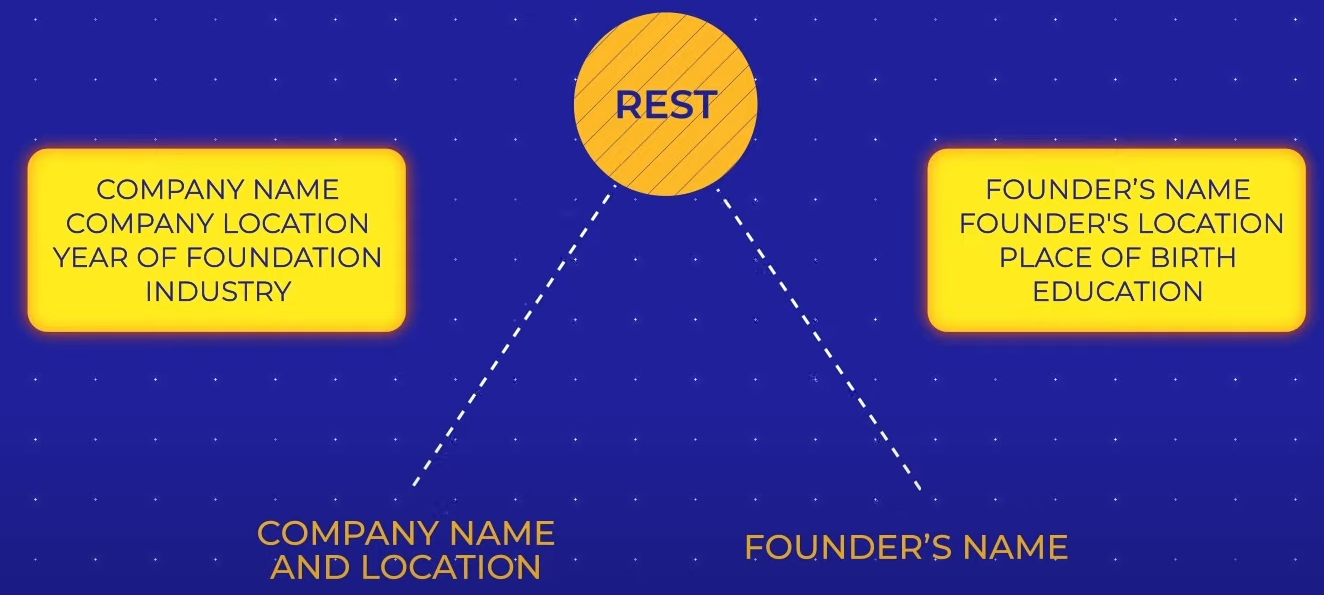 REST
COMPANY NAME
COMPANY LOCATION
YEAR OF FOUNDATION
INDUSTRY
FOUNDER’S NAME
FOUNDER'S LOCATION
PLACE OF BIRTH
EDUCATION
COMPANY NAME
AND LOCATION
FOUNDER’S NAME